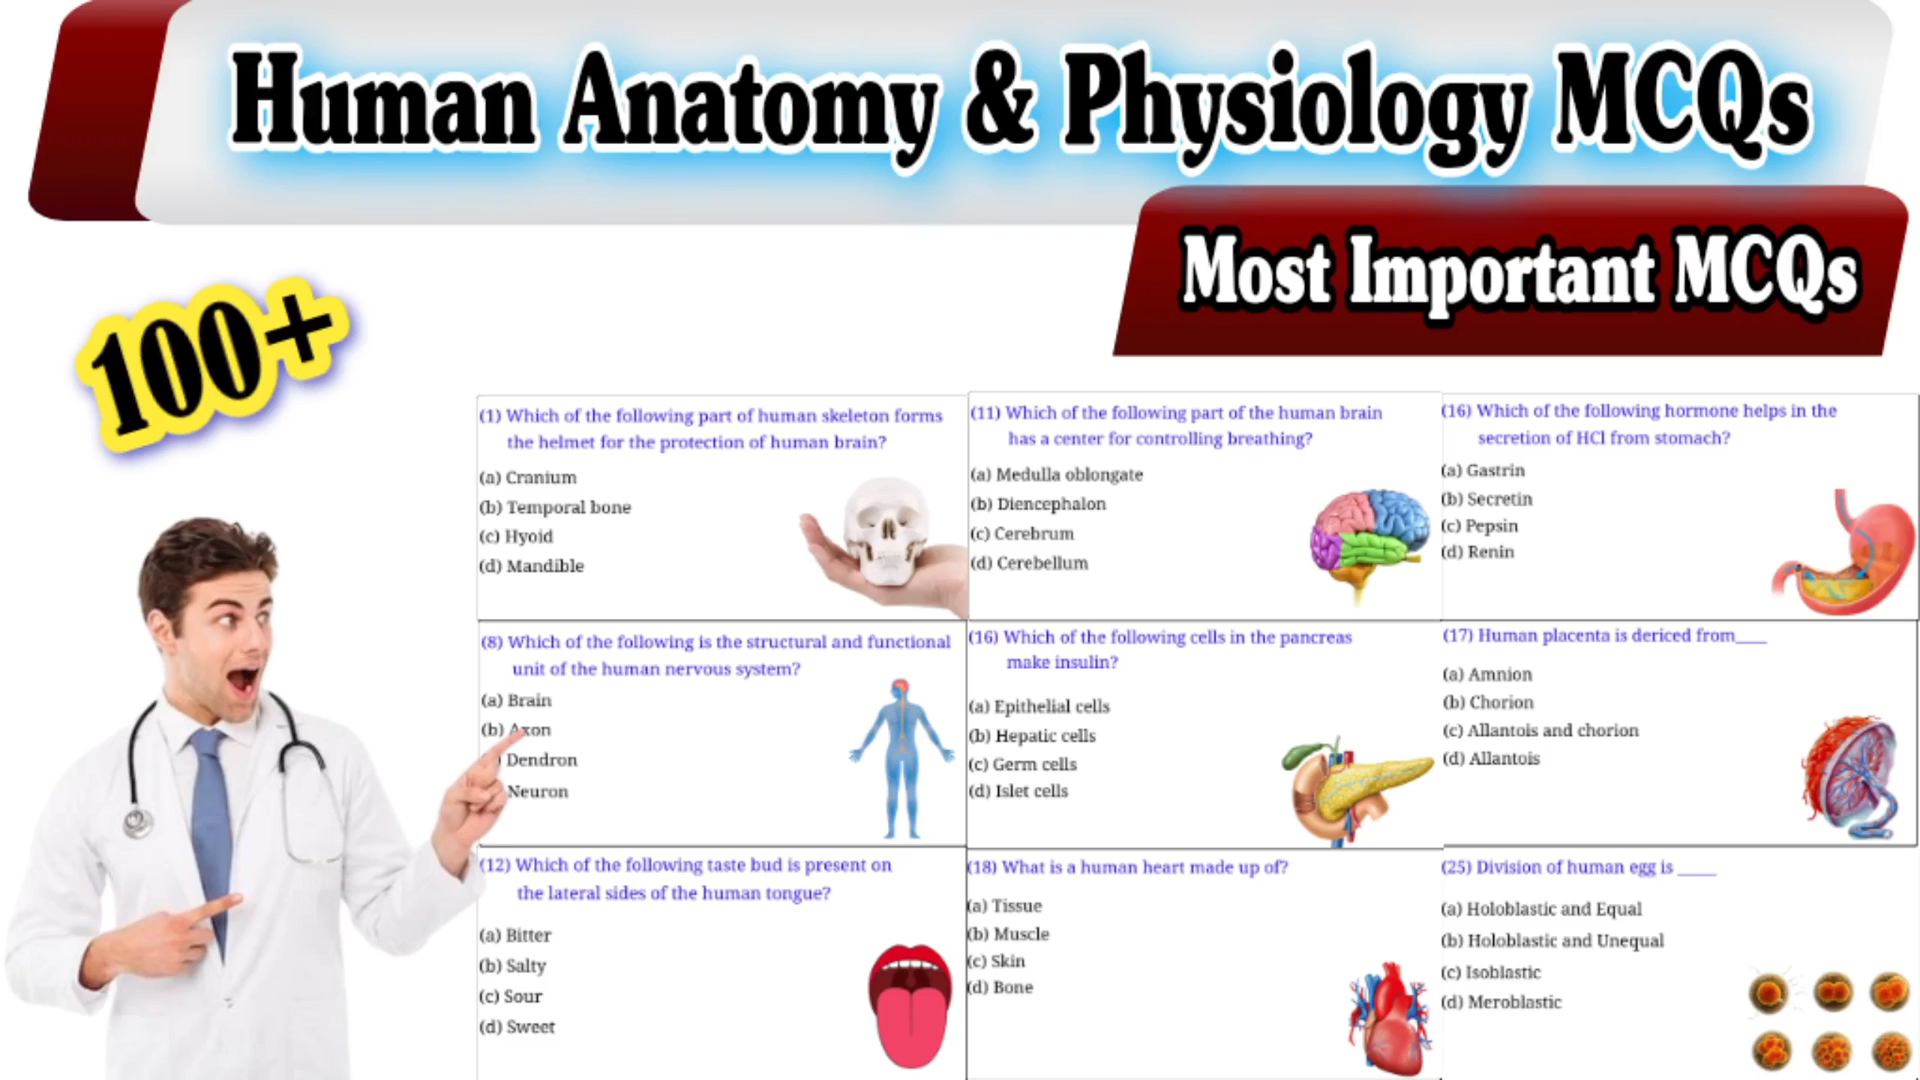 Human Anatomy & Physiology MCQs
Most Important MCQs
100+
(1) Which of the following part of human skeleton forms
the helmet for the protection of human brain?
(a) Cranium
(b) Temporal bone
(c) Hyoid
(d) Mandible
(11) Which of the following part of the human brain
has a center for controlling breathing?
(a) Medulla oblongate
(b) Diencephalon
(c) Cerebrum
(d) Cerebellum
(16) Which of the following hormone helps in the
secretion of HCl from stomach?
(a) Gastrin
(b) Secretin
(c) Pepsin
(d) Renin
(8) Which of the following is the structural and functional
unit of the human nervous system?
(a) Brain
(b) Axon
) Dendron
Neuron
(16) Which of the following cells in the pancreas
make insulin?
(a) Epithelial cells
(b) Hepatic cells
(c) Germ cells
(d) Islet cells
(17) Human placenta is dericed from____
(a) Amnion
(b) Chorion
(c) Allantois and chorion
(d) Allantois
(12) Which of the following taste bud is present on
the lateral sides of the human tongue?
(a) Bitter
(b) Salty
(c) Sour
(d) Sweet
(18) What is a human heart made up of?
(a) Tissue
(b) Muscle
(c) Skin
(d) Bone
(25) Division of human egg is _____
(a) Holoblastic and Equal
(b) Holoblastic and Unequal
(c) Isoblastic
(d) Meroblastic